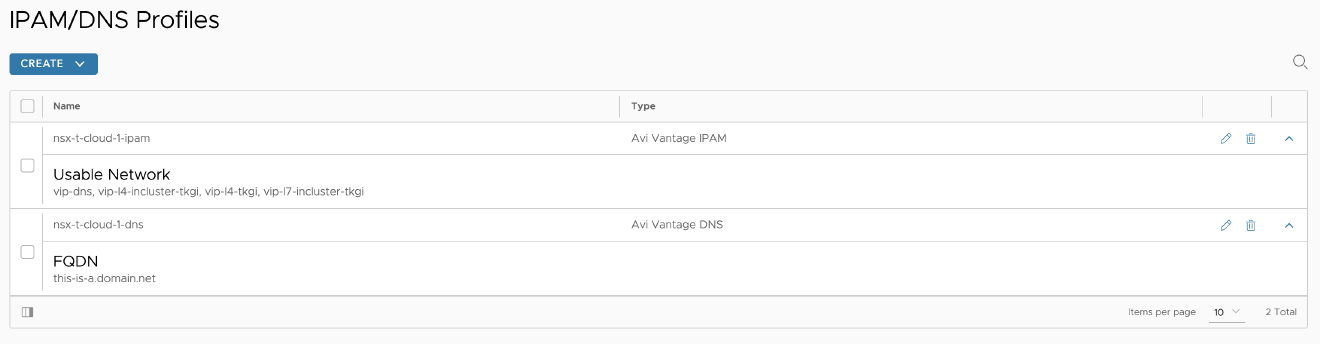 IPAM/DNS Profiles
CREATE
Name Type
nsx-t-cloud-1-ipam Avi Vantage IPAM
Usable Network
vip-dns, vip-l4-incluster-tkgi, vip-l4-tkgi, vip-l7-incluster-tkgi
nsx-t-cloud-1-dns Avi Vantage DNS
FQDN
this-is-a.domain.net
Items per page 10 2 Total